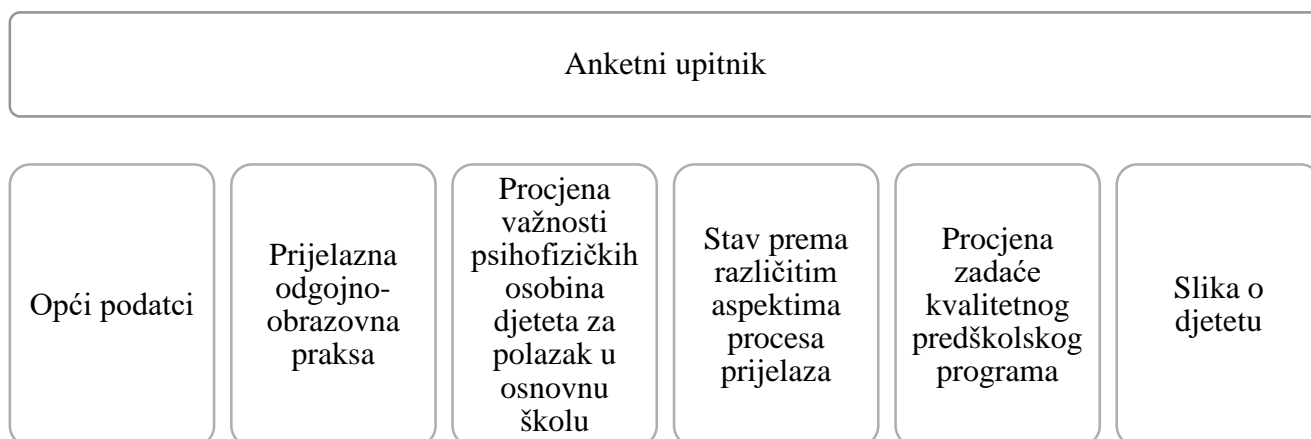 Anketni upitnik
Opći podatci
Prijelazna
odgojno-
obrazovna
praksa
Procjena
važnosti
psihofizičkih
osobina
djeteta za
polazak u
osnovnu
školu
Stav prema
različitim
aspektima
procesa
prijelaza
Procjena
zadaće
kvalitetnog
predškolskog
programa
Slika o
djetetu